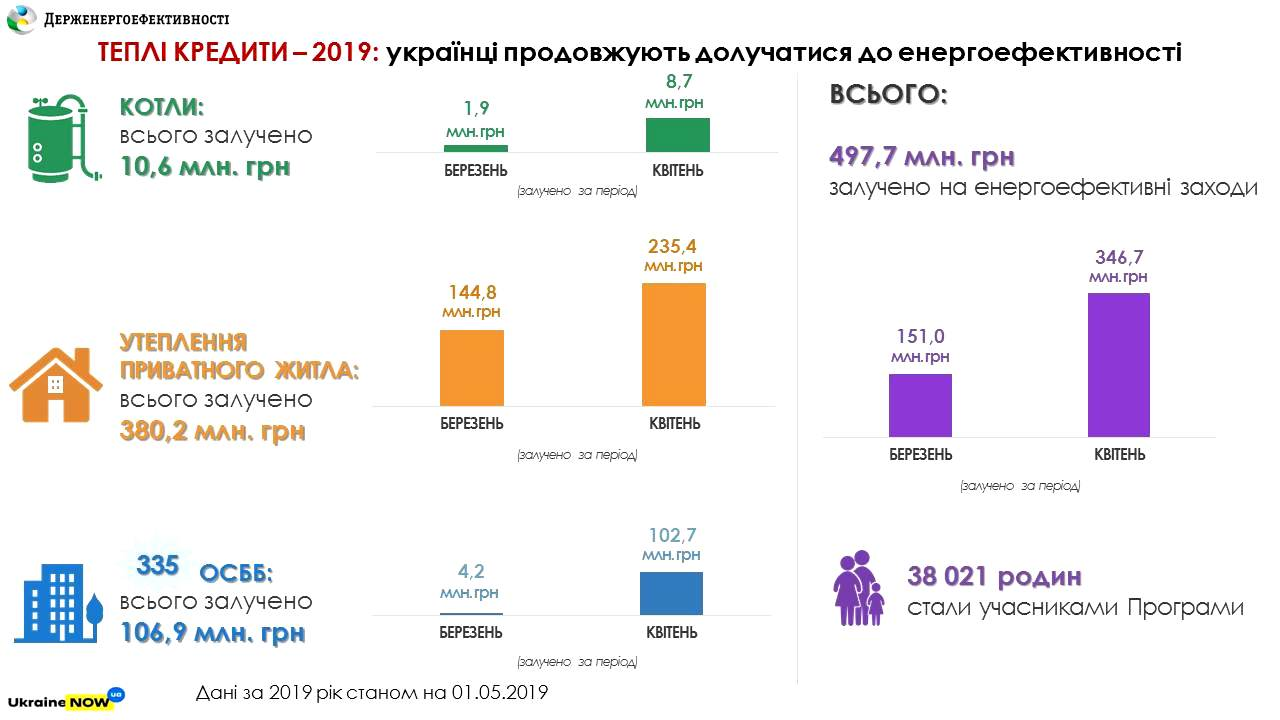 ДЕРЖЕНЕРГОЕФЕКТИВНОСТІ
ТЕПЛІ КРЕДИТИ – 2019: українці продовжують долучатися до енергоефективності
КОТЛИ:
всього залучено
10,6 млн. грн
1,9
млн. грн
8,7
млн. грн
БЕРЕЗЕНЬ
КВІТЕНЬ
(залучено за період)
УТЕПЛЕННЯ
ПРИВАТНОГО ЖИТЛА:
всього залучено
380,2 млн. грн
144,8
млн. грн
235,4
млн. грн
БЕРЕЗЕНЬ
КВІТЕНЬ
(залучено за період)
335 ОСББ:
всього залучено
106,9 млн. грн
4,2
млн. грн
102,7
млн. грн
БЕРЕЗЕНЬ
КВІТЕНЬ
(залучено за період)
ВСЬОГО:
497,7 млн. грн
залучено на енергоефективні заходи
151,0
млн. грн
346,7
млн. грн
БЕРЕЗЕНЬ
КВІТЕНЬ
(залучено за період)
38 021 родин
стали учасниками Програми
Ukraine NOW ua
Дані за 2019 рік станом на 01.05.2019